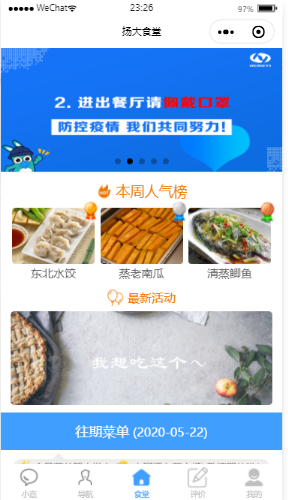 WeChat
23:26
97%
扬大食堂
2. 进出餐厅请佩戴口罩
防控疫情 我们共同努力!
本周人气榜
东北水饺
蒸老南瓜
清蒸鲫鱼
最新活动
我想吃这个~
往期菜单 (2020-05-22)
导航
食堂
评价
我的